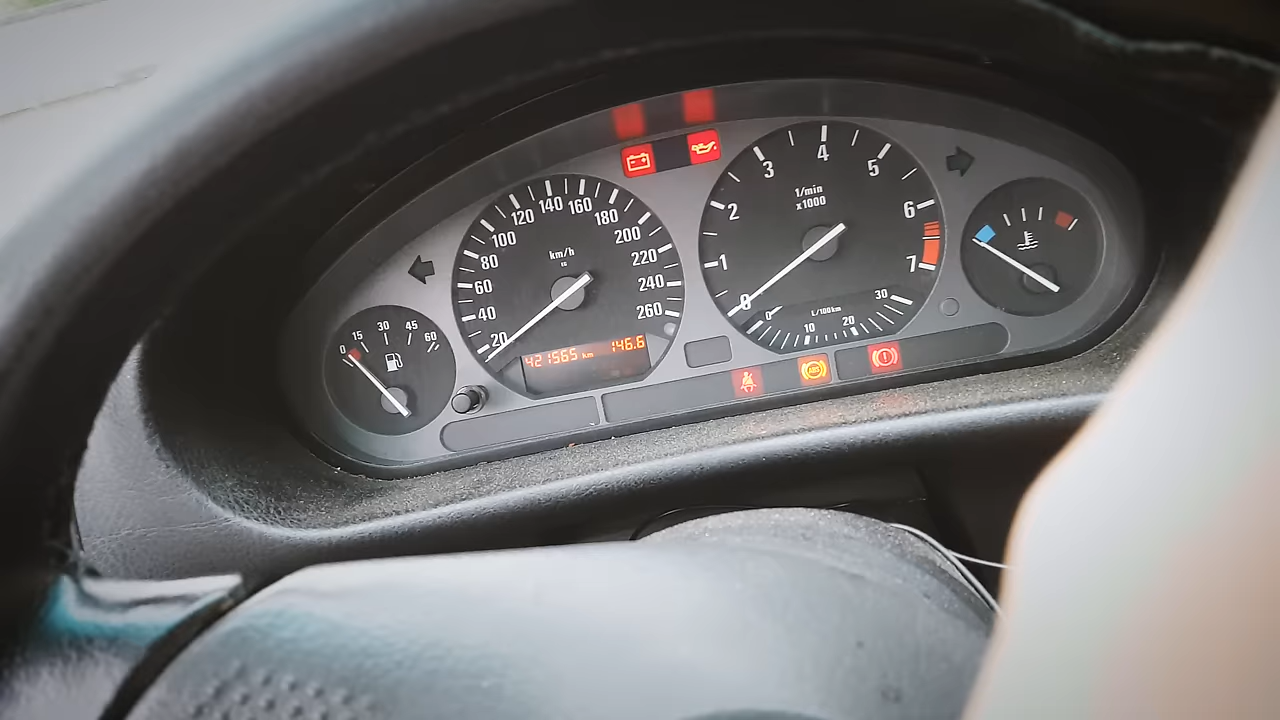 0 15 30 45 60
20 40 60 80 100 120 140 160 180 200 220 240 260
km/h
421565 km 146.6
0 1 2 3 4 5 6 7
1/min
x1000
0 10 20 30
L/100km
ABS